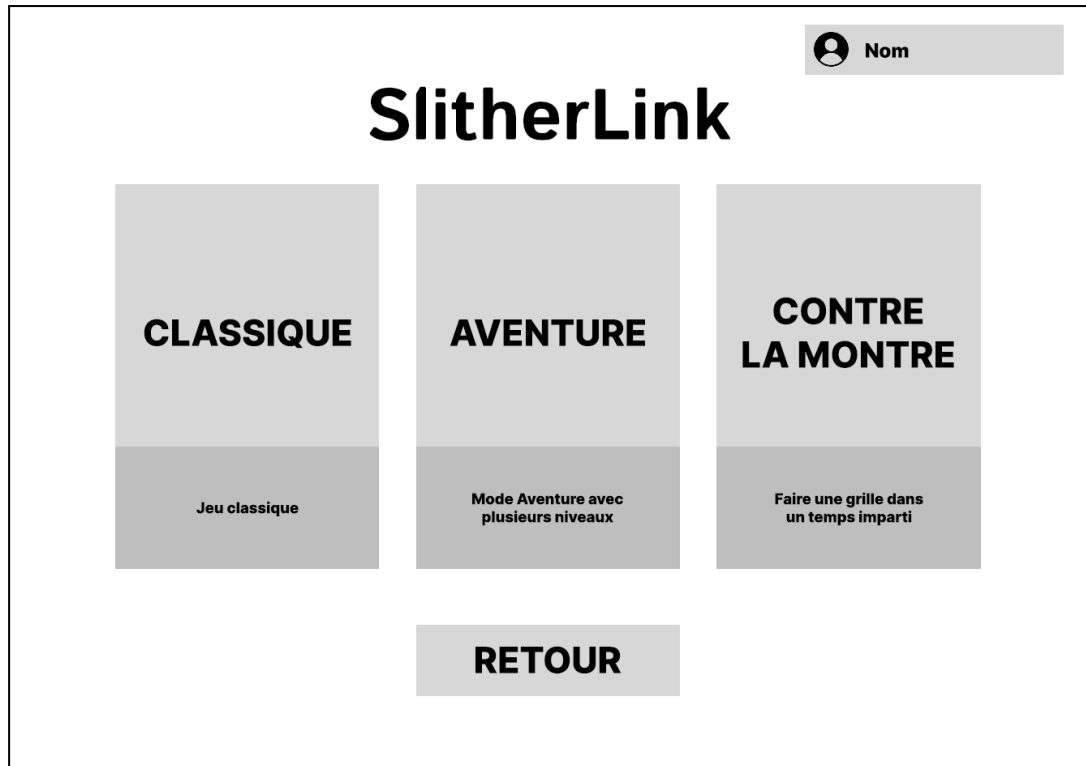 Nom
SlitherLink
CLASSIQUE
Jeu classique
AVENTURE
Mode Aventure avec
plusieurs niveaux
CONTRE
LA MONTRE
Faire une grille dans
un temps imparti
RETOUR